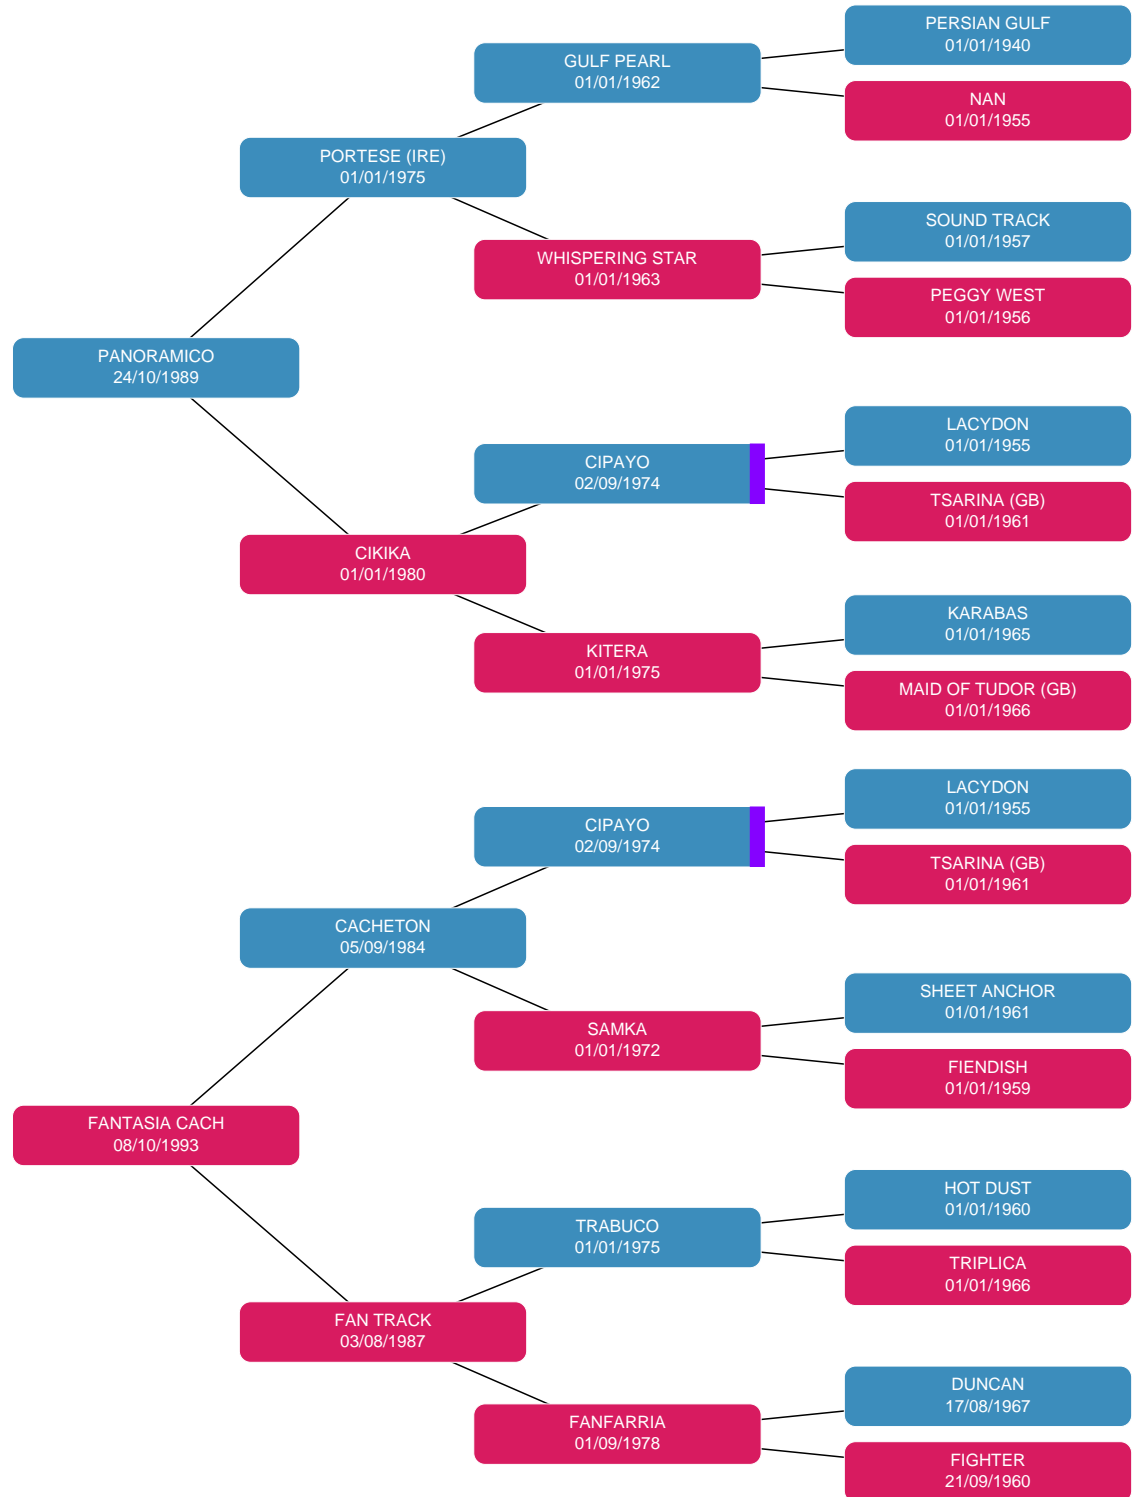 PERSIAN GULF
01/01/1940
GULF PEARL
01/01/1962
NAN
01/01/1955
PORTESE (IRE)
01/01/1975
SOUND TRACK
01/01/1957
WHISPERING STAR
01/01/1963
PEGGY WEST
01/01/1956
PANORAMICO
24/10/1989
LACYDON
01/01/1955
CIPAYO
02/09/1974
TSARINA (GB)
01/01/1961
CIKIKA
01/01/1980
KARABAS
01/01/1965
KITERA
01/01/1975
MAID OF TUDOR (GB)
01/01/1966
LACYDON
01/01/1955
CIPAYO
02/09/1974
TSARINA (GB)
01/01/1961
CACHETON
05/09/1984
SHEET ANCHOR
01/01/1961
SAMKA
01/01/1972
FIENDISH
01/01/1959
FANTASIA CACH
08/10/1993
HOT DUST
01/01/1960
TRABUCO
01/01/1975
TRIPLICA
01/01/1966
FAN TRACK
03/08/1987
DUNCAN
17/08/1967
FANFARRIA
01/09/1978
FIGHTER
21/09/1960